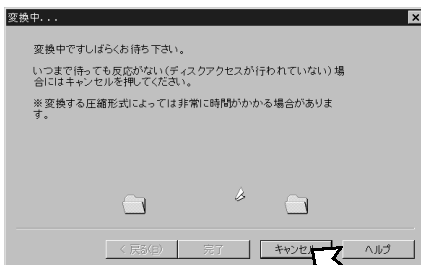 変換中...
変換中ですしばらくお待ち下さい。
いつまで待っても反応がない(ディスクアクセスが行われていない)場
合にはキャンセルを押してください。
※変換する圧縮形式によっては非常に時間がかかる場合がありま
す。
< 戻る(B) 完了 キャンセル ヘルプ